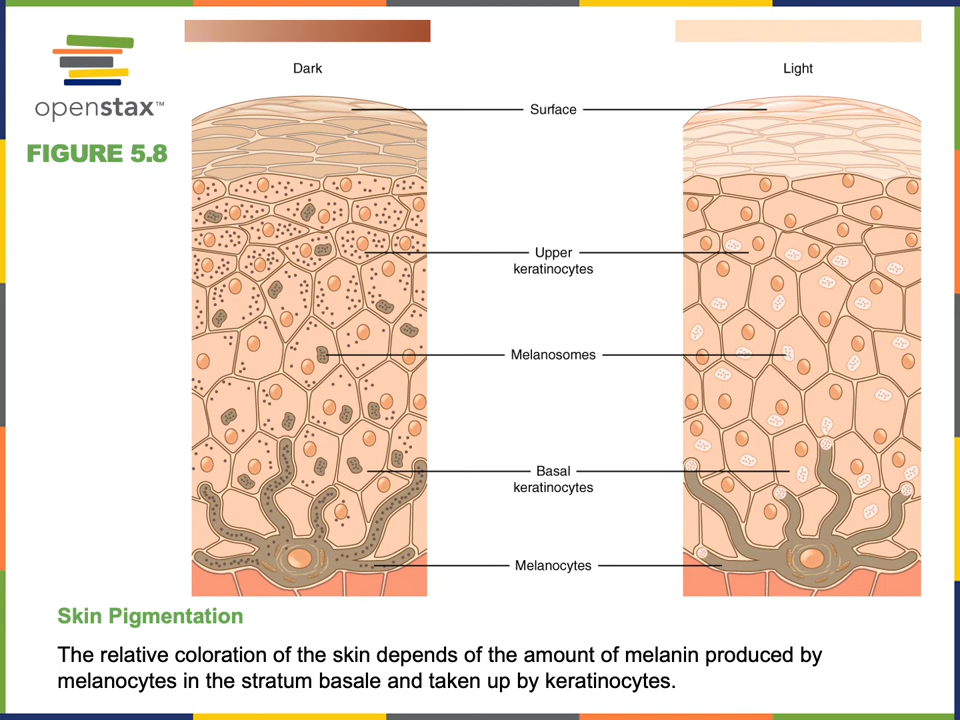 Dark
Light
openstax™
FIGURE 5.8
Surface
Upper
keratinocytes
Melanosomes
Basal
keratinocytes
Melanocytes
Skin Pigmentation
The relative coloration of the skin depends of the amount of melanin produced by
melanocytes in the stratum basale and taken up by keratinocytes.